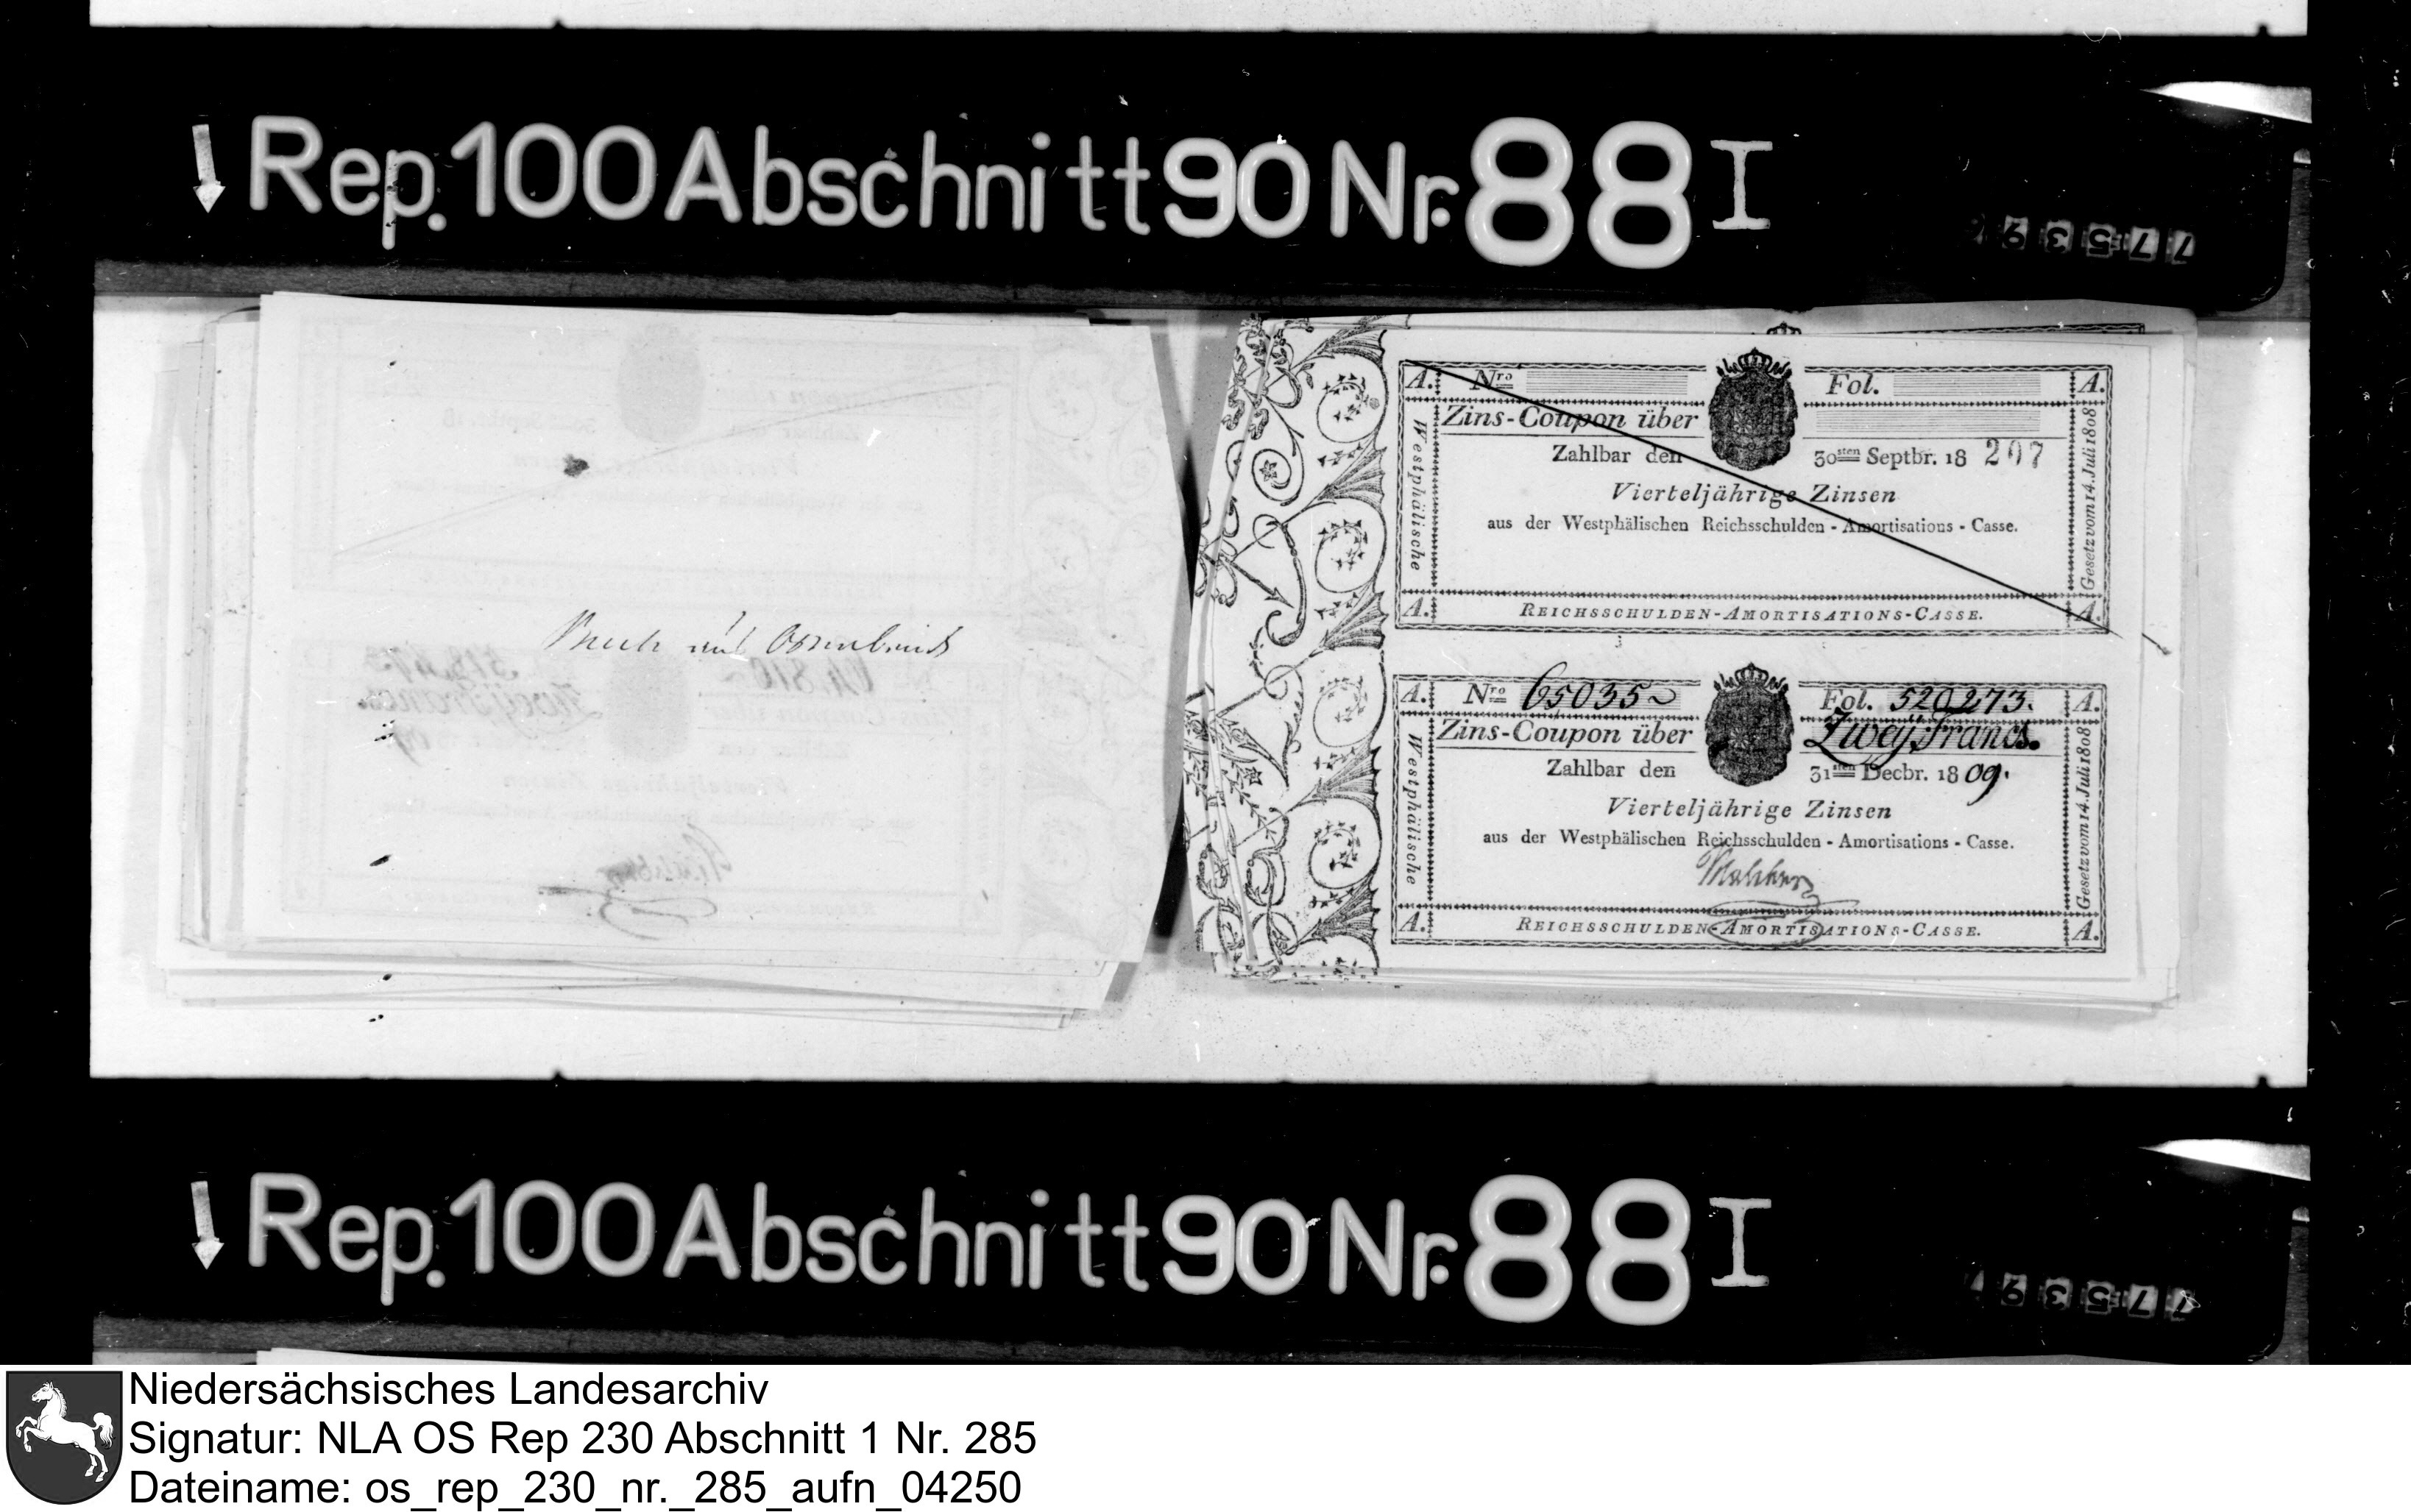 Rep. 100 Abschnitt 90 Nr. 88 I
77539
A. Nro Fol. A.
Zins-Coupon über
Zahlbar den 30sten Septbr. 18 207
Vierteljährige Zinsen
aus der Westphälischen Reichsschulden - Amortisations - Casse.
Westphälische
Gesetz vom 14. Juli 1808
A. REICHSSCHULDEN-AMORTISATIONS-CASSE. A.
A. Nro 65035 Fol. 520273. A.
Zins-Coupon über Zwey Francs.
Zahlbar den 31sten Decbr. 1809.
Vierteljährige Zinsen
aus der Westphälischen Reichsschulden - Amortisations - Casse.
Malchus
Westphälische
Gesetz vom 14. Juli 1808
A. REICHSSCHULDEN-AMORTISATIONS-CASSE. A.
Rep. 100 Abschnitt 90 Nr. 88 I
77539
Niedersächsisches Landesarchiv
Signatur: NLA OS Rep 230 Abschnitt 1 Nr. 285
Dateiname: os_rep_230_nr._285_aufn_04250